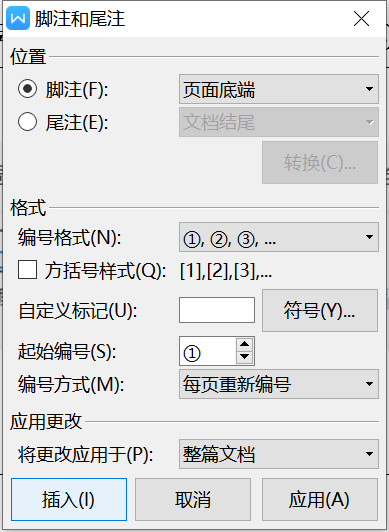 脚注和尾注
位置
脚注(F): 页面底端
尾注(E): 文档结尾
转换(C)...
格式
编号格式(N): ①, ②, ③, ...
方括号样式(Q): [1],[2],[3],...
自定义标记(U): 符号(Y)...
起始编号(S): ①
编号方式(M): 每页重新编号
应用更改
将更改应用于(P): 整篇文档
插入(I) 取消 应用(A)